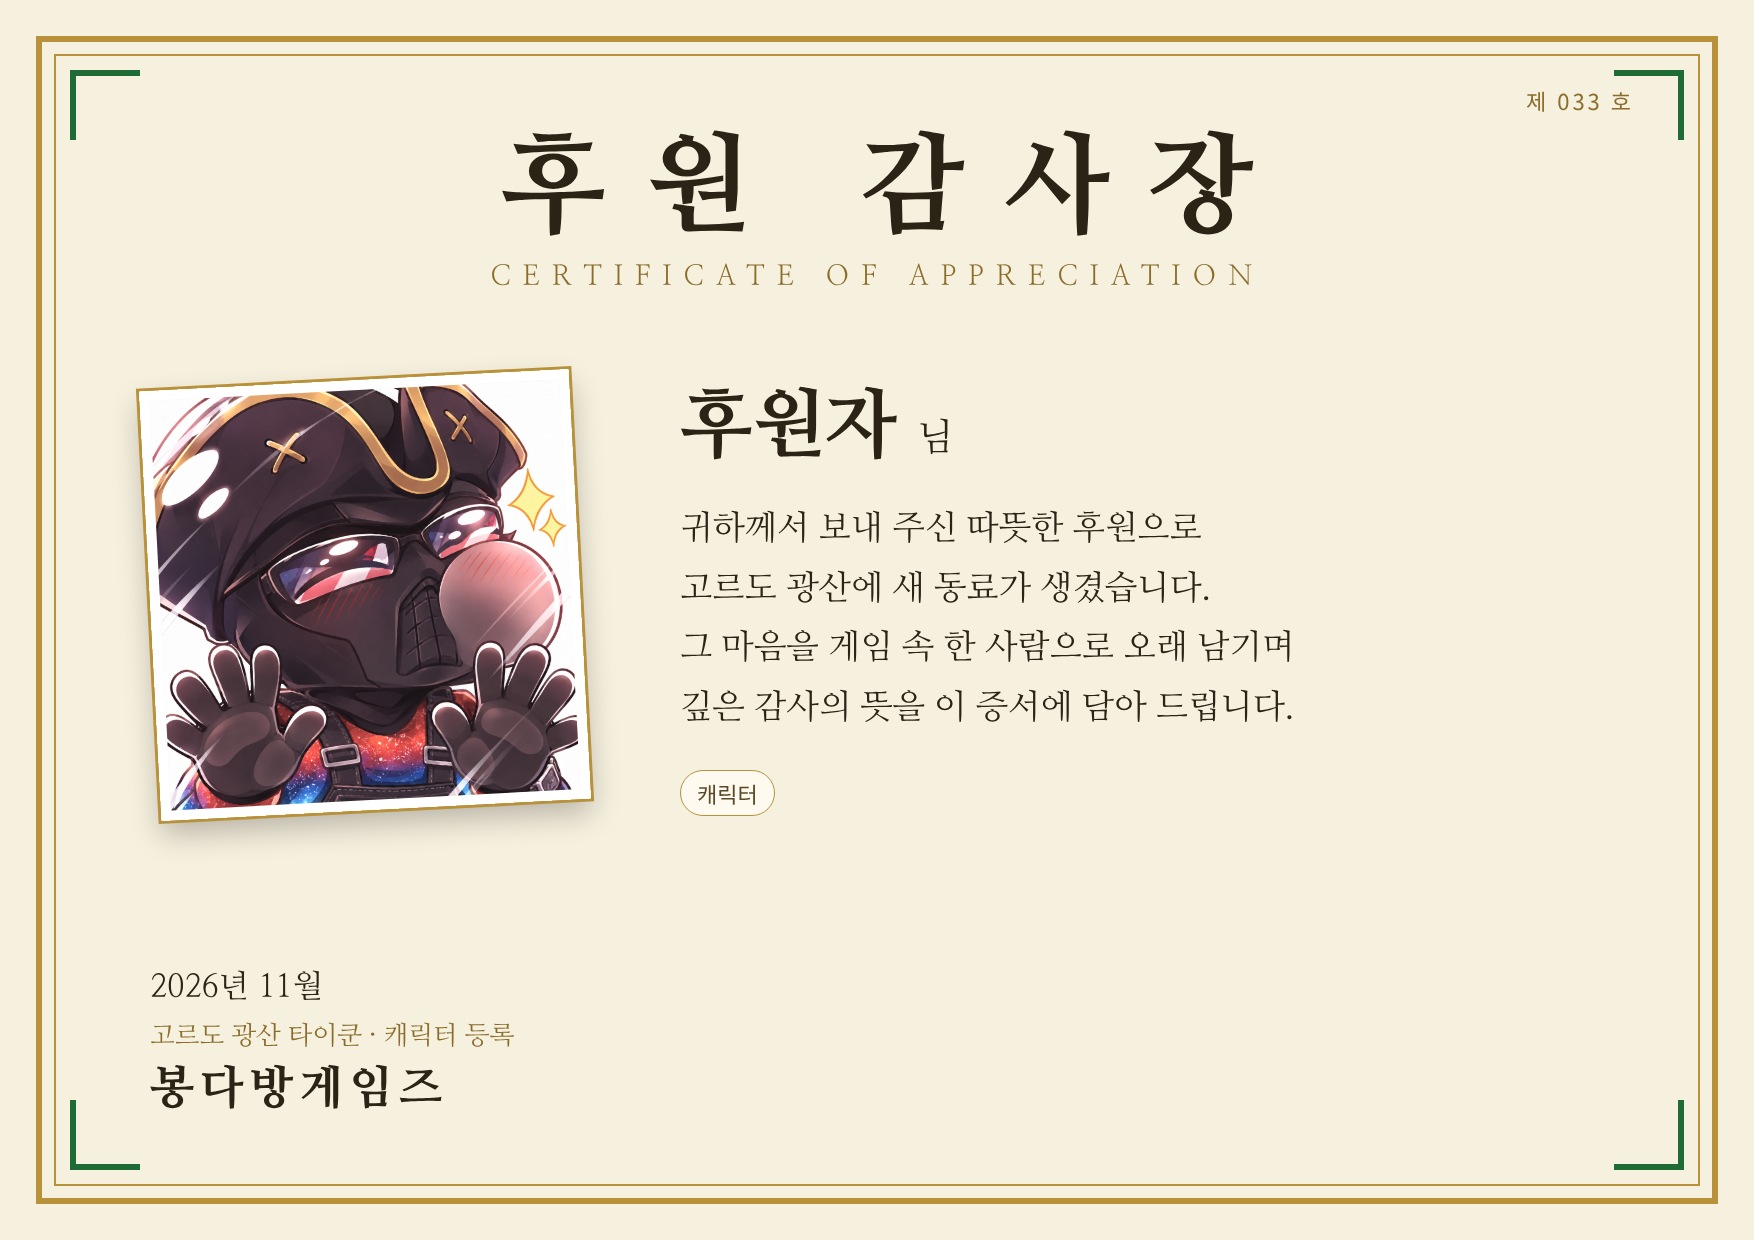 제 033 호
후원 감사장
CERTIFICATE OF APPRECIATION
후원자 님
귀하께서 보내 주신 따뜻한 후원으로
고르도 광산에 새 동료가 생겼습니다.
그 마음을 게임 속 한 사람으로 오래 남기며
깊은 감사의 뜻을 이 증서에 담아 드립니다.
캐릭터
2026년 11월
고르도 광산 타이쿤 · 캐릭터 등록
봉다방게임즈